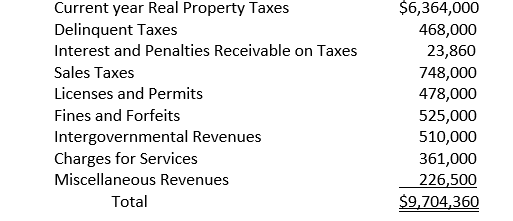 Current year Real Property Taxes $6,364,000
Delinquent Taxes 468,000
Interest and Penalties Receivable on Taxes 23,860
Sales Taxes 748,000
Licenses and Permits 478,000
Fines and Forfeits 525,000
Intergovernmental Revenues 510,000
Charges for Services 361,000
Miscellaneous Revenues 226,500
Total $9,704,360